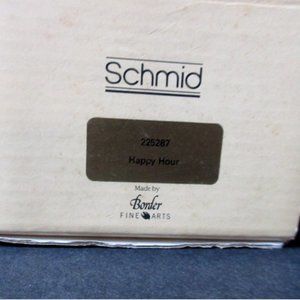 Schmid
225287
Happy Hour
Made by
Border
FINE ARTS